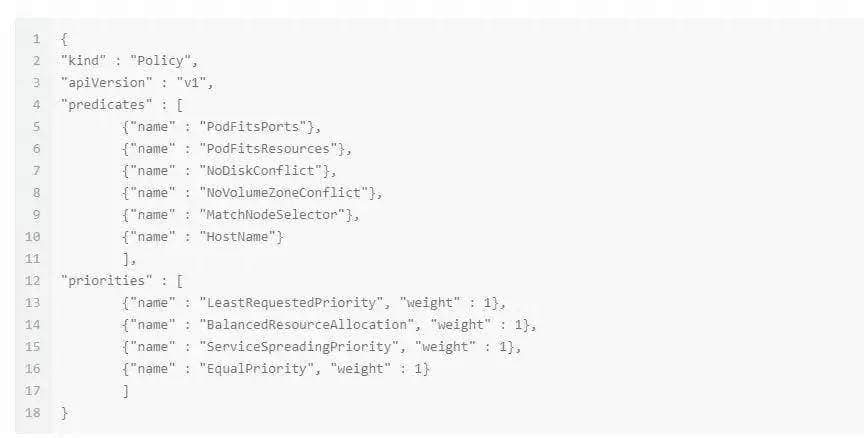 1 {
2 "kind" : "Policy",
3 "apiVersion" : "v1",
4 "predicates" : [
5 {"name" : "PodFitsPorts"},
6 {"name" : "PodFitsResources"},
7 {"name" : "NoDiskConflict"},
8 {"name" : "NoVolumeZoneConflict"},
9 {"name" : "MatchNodeSelector"},
10 {"name" : "HostName"}
11 ],
12 "priorities" : [
13 {"name" : "LeastRequestedPriority", "weight" : 1},
14 {"name" : "BalancedResourceAllocation", "weight" : 1},
15 {"name" : "ServiceSpreadingPriority", "weight" : 1},
16 {"name" : "EqualPriority", "weight" : 1}
17 ]
18 }